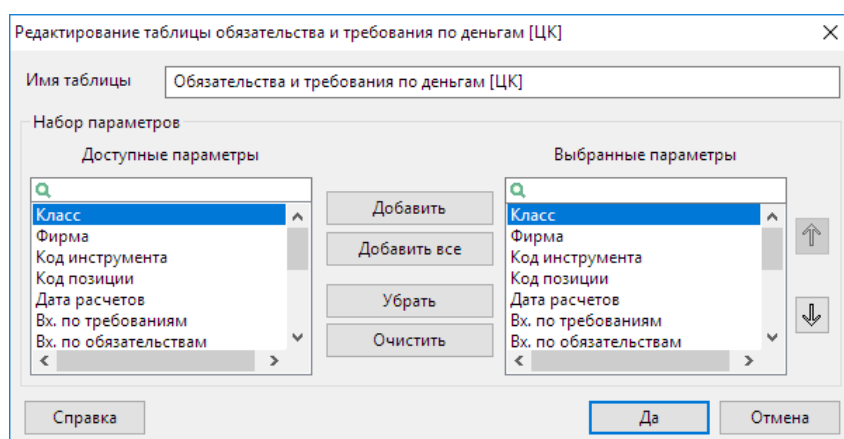 Редактирование таблицы обязательства и требования по деньгам [ЦК]
Имя таблицы
Обязательства и требования по деньгам [ЦК]
Набор параметров
Доступные параметры
Класс
Фирма
Код инструмента
Код позиции
Дата расчетов
Вх. по требованиям
Вх. по обязательствам
Добавить
Добавить все
Убрать
Очистить
Выбранные параметры
Класс
Фирма
Код инструмента
Код позиции
Дата расчетов
Вх. по требованиям
Вх. по обязательствам
Справка
Да
Отмена